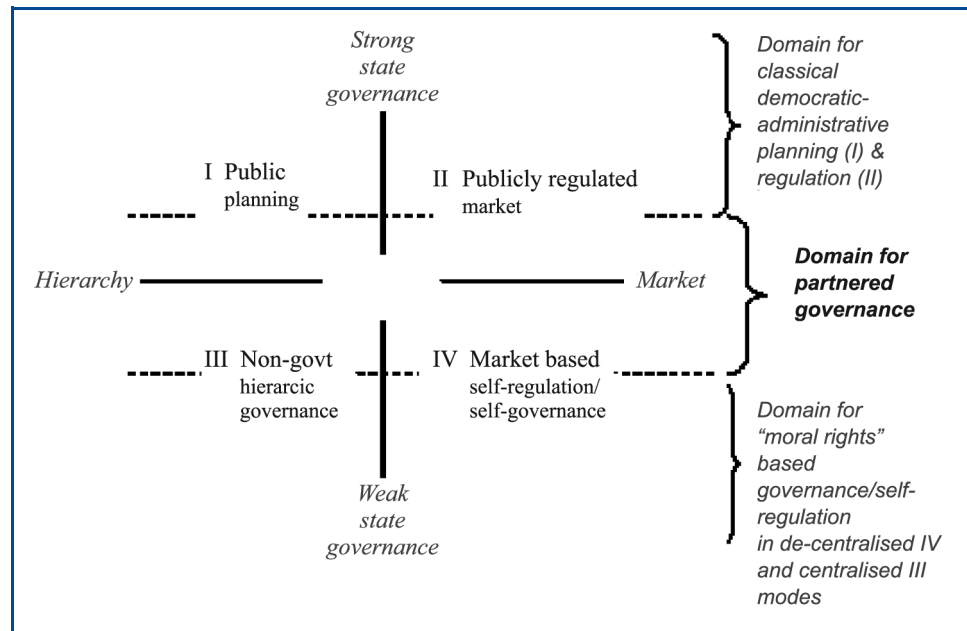 Strong
state
governance
I Public
planning
II Publicly regulated
market
Hierarchy
Market
III Non-govt
hierarcic
governance
IV Market based
self-regulation/
self-governance
Weak
state
governance
Domain for
classical
democratic-
administrative
planning (I) &
regulation (II)
Domain for
partnered
governance
Domain for
“moral rights”
based
governance/self-
regulation
in de-centralised IV
and centralised III
modes